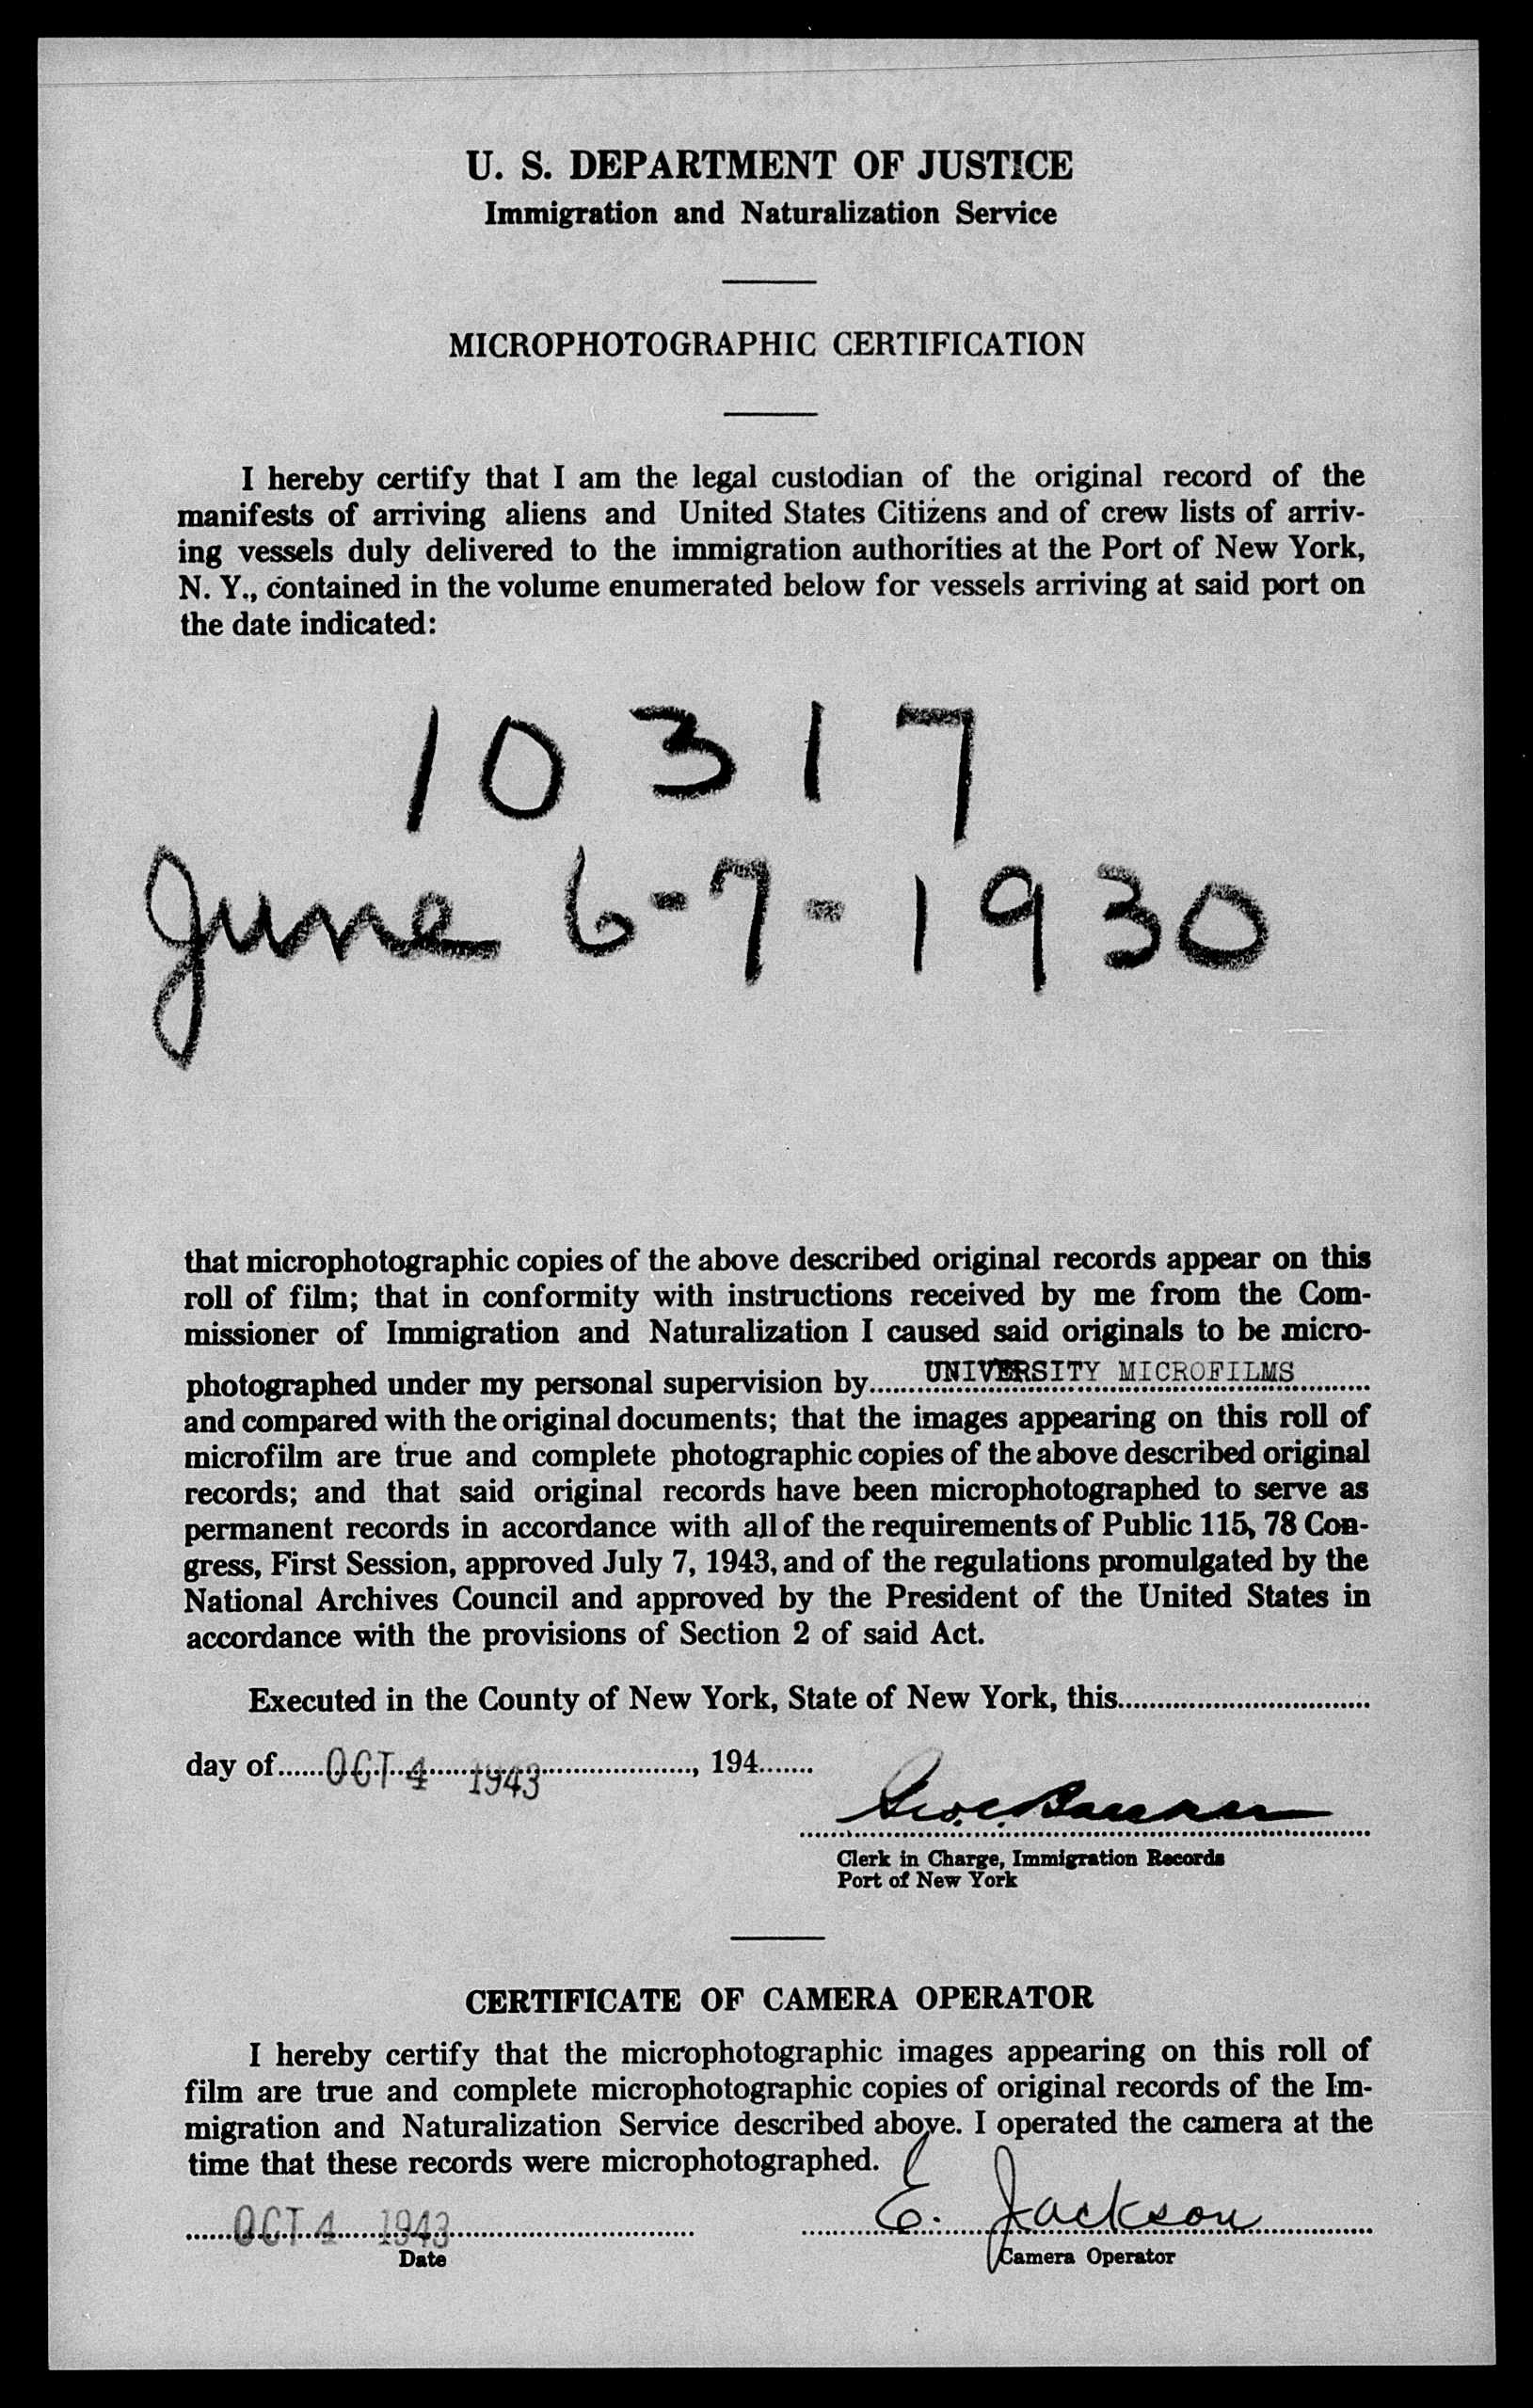 U. S. DEPARTMENT OF JUSTICE
Immigration and Naturalization Service
MICROPHOTOGRAPHIC CERTIFICATION
I hereby certify that I am the legal custodian of the original record of the
manifests of arriving aliens and United States Citizens and of crew lists of arriv-
ing vessels duly delivered to the immigration authorities at the Port of New York,
N. Y., contained in the volume enumerated below for vessels arriving at said port on
the date indicated:
10317
June 6-7-1930
that microphotographic copies of the above described original records appear on this
roll of film; that in conformity with instructions received by me from the Com-
missioner of Immigration and Naturalization I caused said originals to be micro-
photographed under my personal supervision by........UNIVERSITY MICROFILMS........
and compared with the original documents; that the images appearing on this roll of
microfilm are true and complete photographic copies of the above described original
records; and that said original records have been microphotographed to serve as
permanent records in accordance with all of the requirements of Public 115, 78 Con-
gress, First Session, approved July 7, 1943, and of the regulations promulgated by the
National Archives Council and approved by the President of the United States in
accordance with the provisions of Section 2 of said Act.
Executed in the County of New York, State of New York, this................................
day of......OCT 4 1943...................., 194.......
Clerk in Charge, Immigration Records
Port of New York
CERTIFICATE OF CAMERA OPERATOR
I hereby certify that the microphotographic images appearing on this roll of
film are true and complete microphotographic copies of original records of the Im-
migration and Naturalization Service described above. I operated the camera at the
time that these records were microphotographed.
OCT 4 1943 E. Jackson
Date Camera Operator